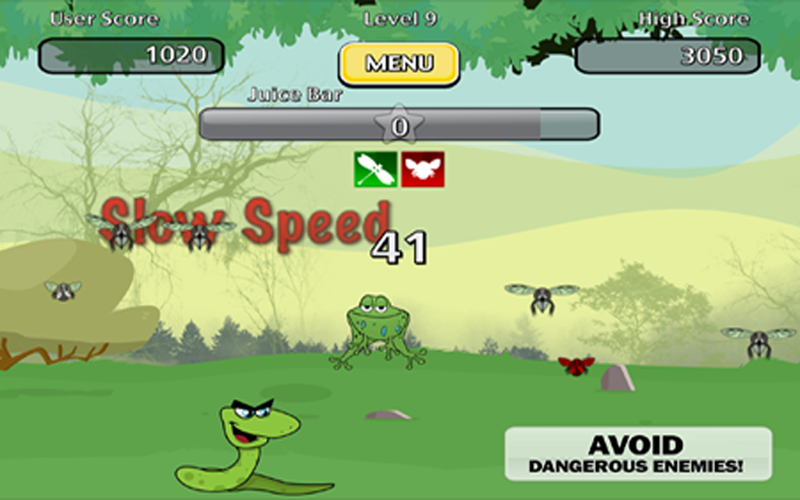 User Score
Level 9
High Score
1020
MENU
3050
Juice Bar
0
Slow Speed
41
AVOID
DANGEROUS ENEMIES!